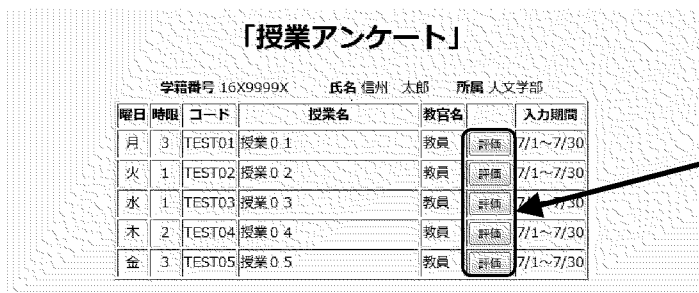 「授業アンケート」
学籍番号 16X9999X 氏名 信州 太郎 所属 人文学部
曜日 時限 コード 授業名 教官名 入力期間
月 3 TEST01 授業01 教員 評価 7/1~7/30
火 1 TEST02 授業02 教員 評価 7/1~7/30
水 1 TEST03 授業03 教員 評価 7/1~7/30
木 2 TEST04 授業04 教員 評価 7/1~7/30
金 3 TEST05 授業05 教員 評価 7/1~7/30